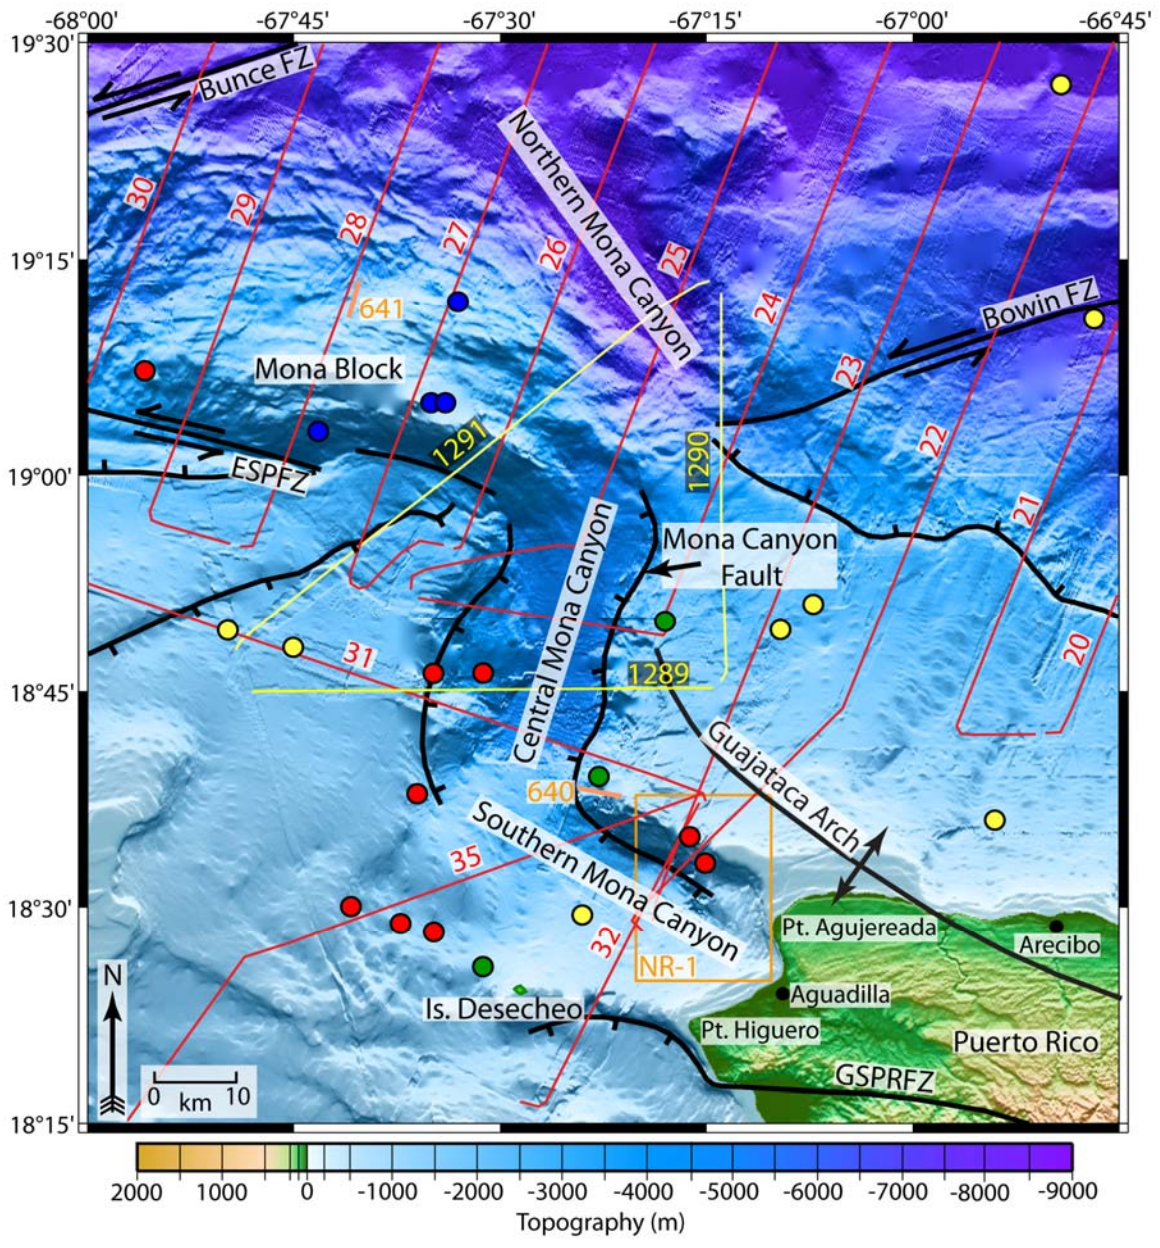 -68°00' -67°45' -67°30' -67°15' -67°00' -66°45'
19°30'
Bunce FZ
Northern Mona Canyon
30
29
28
27
26
25
19°15'
24
Bowin FZ
641
Mona Block
23
22
1291
1290
19°00'
ESPFZ
21
Mona Canyon
Fault
Central Mona Canyon
31
20
1289
18°45'
Guajataca Arch
640
Southern Mona Canyon
35
18°30'
Pt. Agujereada
Arecibo
32
NR-1
N
Aguadilla
Is. Desecheo
Pt. Higuero
Puerto Rico
GSPRFZ
0 10
km
18°15'
2000 1000 0 -1000 -2000 -3000 -4000 -5000 -6000 -7000 -8000 -9000
Topography (m)